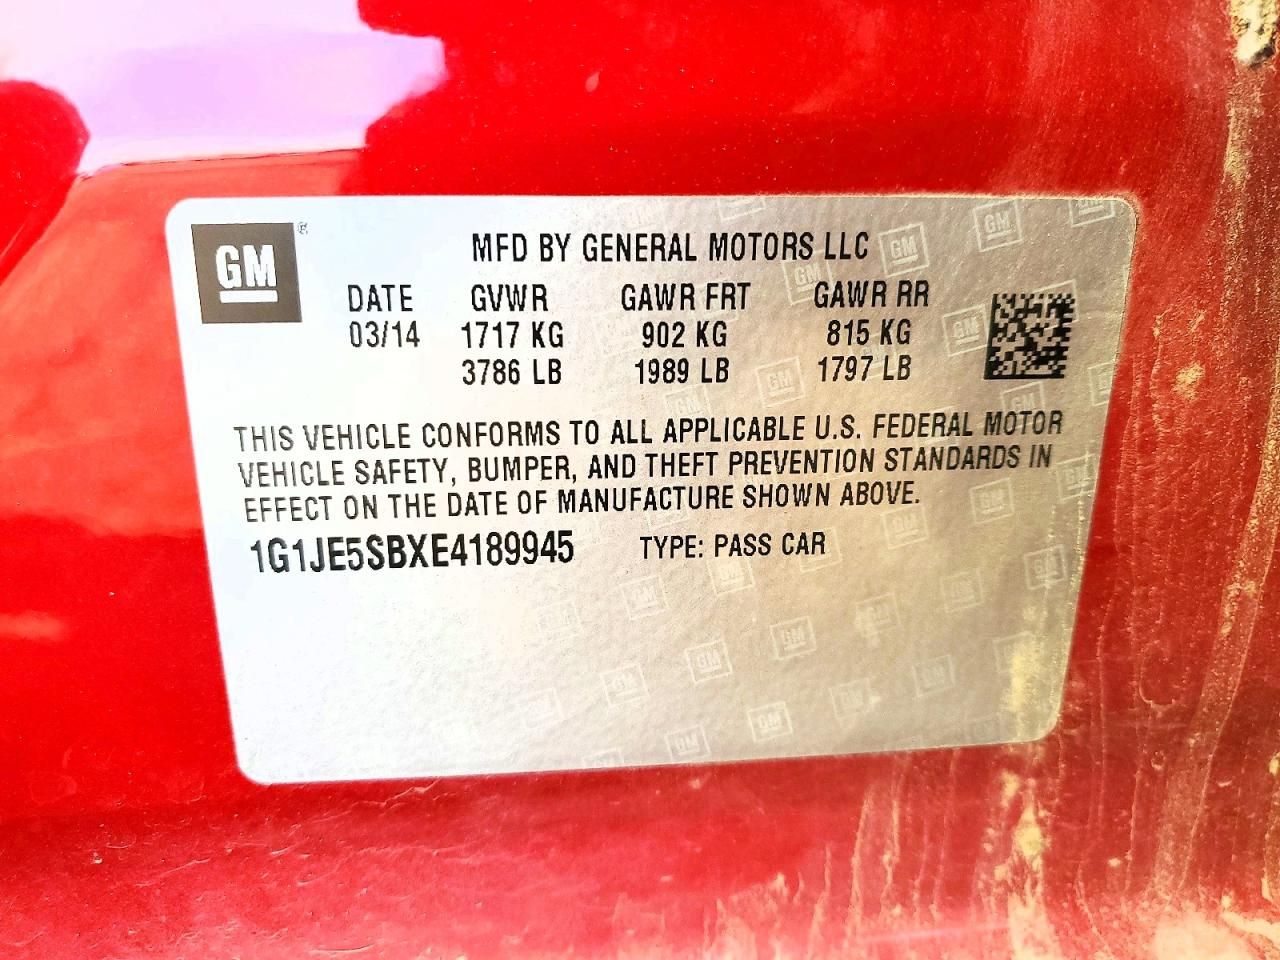 GM®
MFD BY GENERAL MOTORS LLC
DATE GVWR GAWR FRT GAWR RR
03/14 1717 KG 902 KG 815 KG
3786 LB 1989 LB 1797 LB
THIS VEHICLE CONFORMS TO ALL APPLICABLE U.S. FEDERAL MOTOR
VEHICLE SAFETY, BUMPER, AND THEFT PREVENTION STANDARDS IN
EFFECT ON THE DATE OF MANUFACTURE SHOWN ABOVE.
1G1JE5SBXE4189945 TYPE: PASS CAR